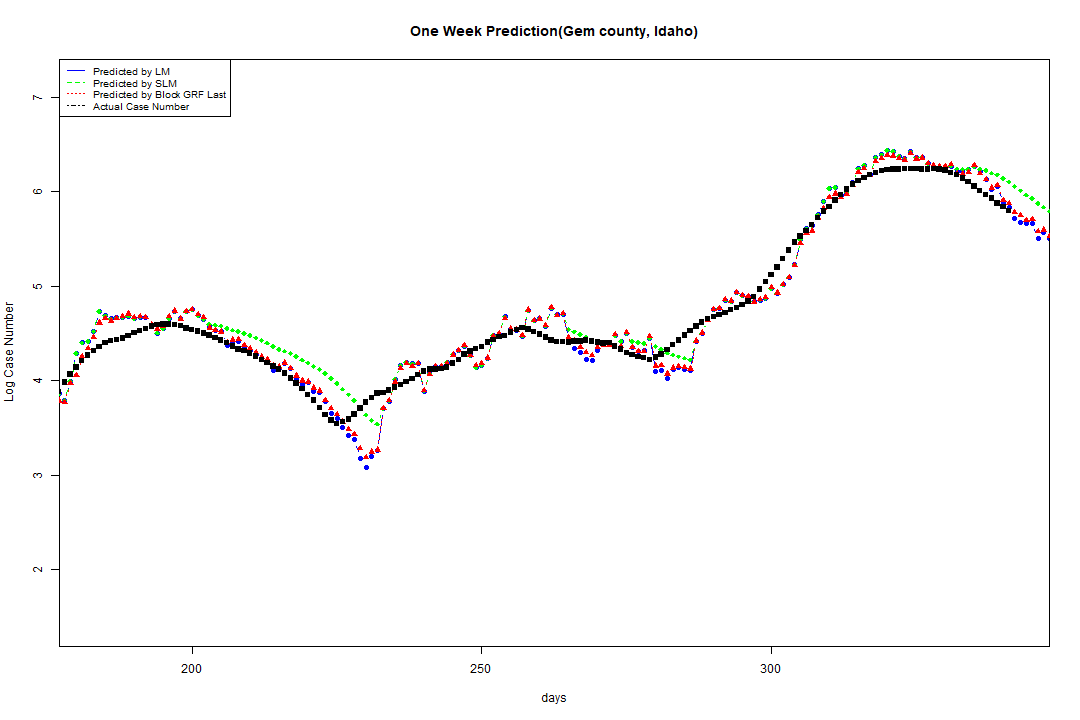 One Week Prediction(Gem county, Idaho)
Predicted by LM
Predicted by SLM
Predicted by Block GRF Last
Actual Case Number
7
6
5
4
3
2
Log Case Number
200
250
300
days